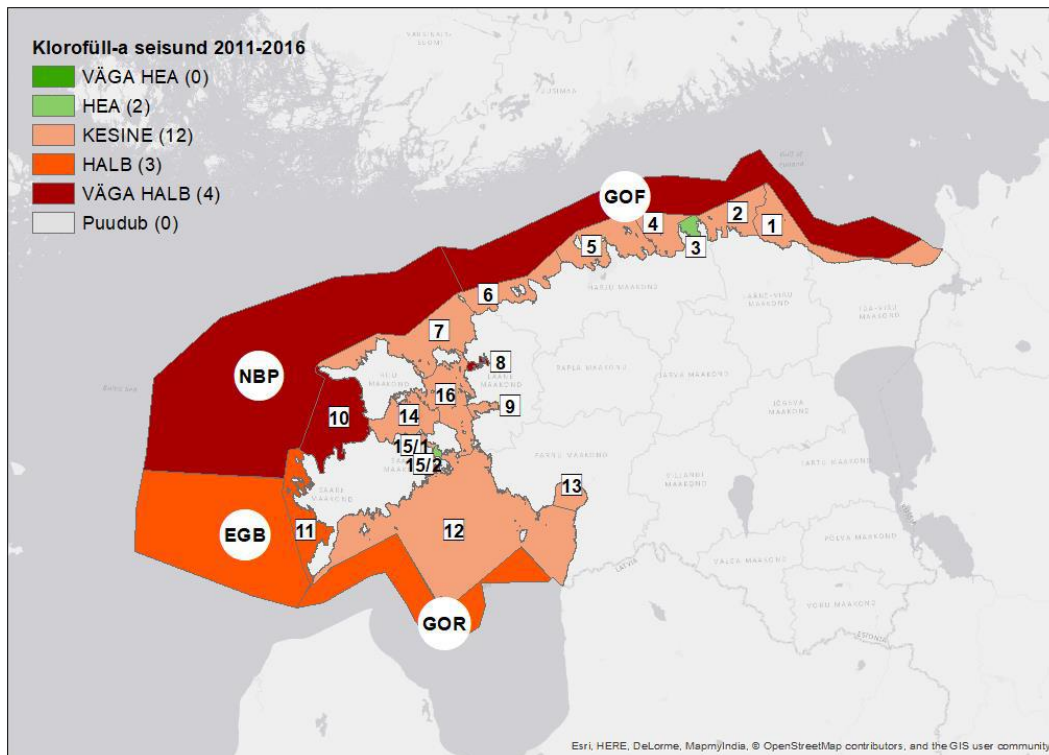 Klorofüll-a seisund 2011-2016
VÄGA HEA (0)
HEA (2)
KESINE (12)
HALB (3)
VÄGA HALB (4)
Puudub (0)
GOF
1
2
3
4
5
6
7
8
9
NBP
10
16
14
15/1
15/2
13
EGB
11
12
GOR
HARJU MAAKOND
HIIU MAAKOND
LÄÄNE MAAKOND
SAARE MAAKOND
PÄRNU MAAKOND
VILJANDI MAAKOND
RAPLA MAAKOND
JÄRVA MAAKOND
JÕGEVA MAAKOND
TARTU MAAKOND
PÕLVA MAAKOND
VALGA MAAKOND
VÕRU MAAKOND
LÄÄNE-VIRU MAAKOND
IDA-VIRU MAAKOND
LATVIA
ESTONIA
Esri, HERE, DeLorme, MapmyIndia, © OpenStreetMap contributors, and the GIS user community